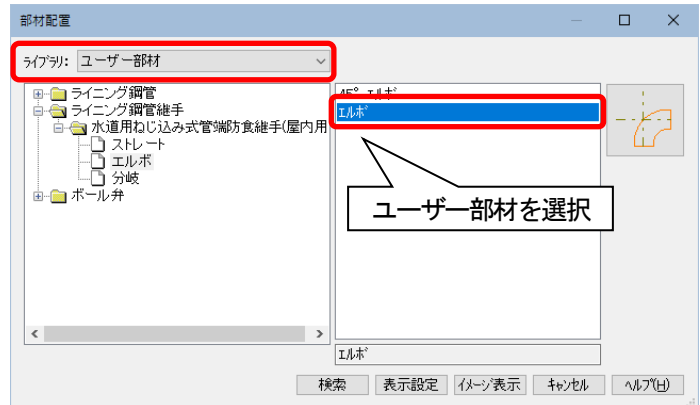 部材配置
ﾗｲﾌﾞﾗﾘ: ユーザー部材
ライニング鋼管
ライニング鋼管継手
水道用ねじ込み式管端防食継手(屋内用
ストレート
エルボ
分岐
ボール弁
45° ｴﾙﾎﾞ
ｴﾙﾎﾞ
ユーザー部材を選択
ｴﾙﾎﾞ
検索 表示設定 ｲﾒｰｼﾞ表示 ｷｬﾝｾﾙ ﾍﾙﾌﾟ(H)